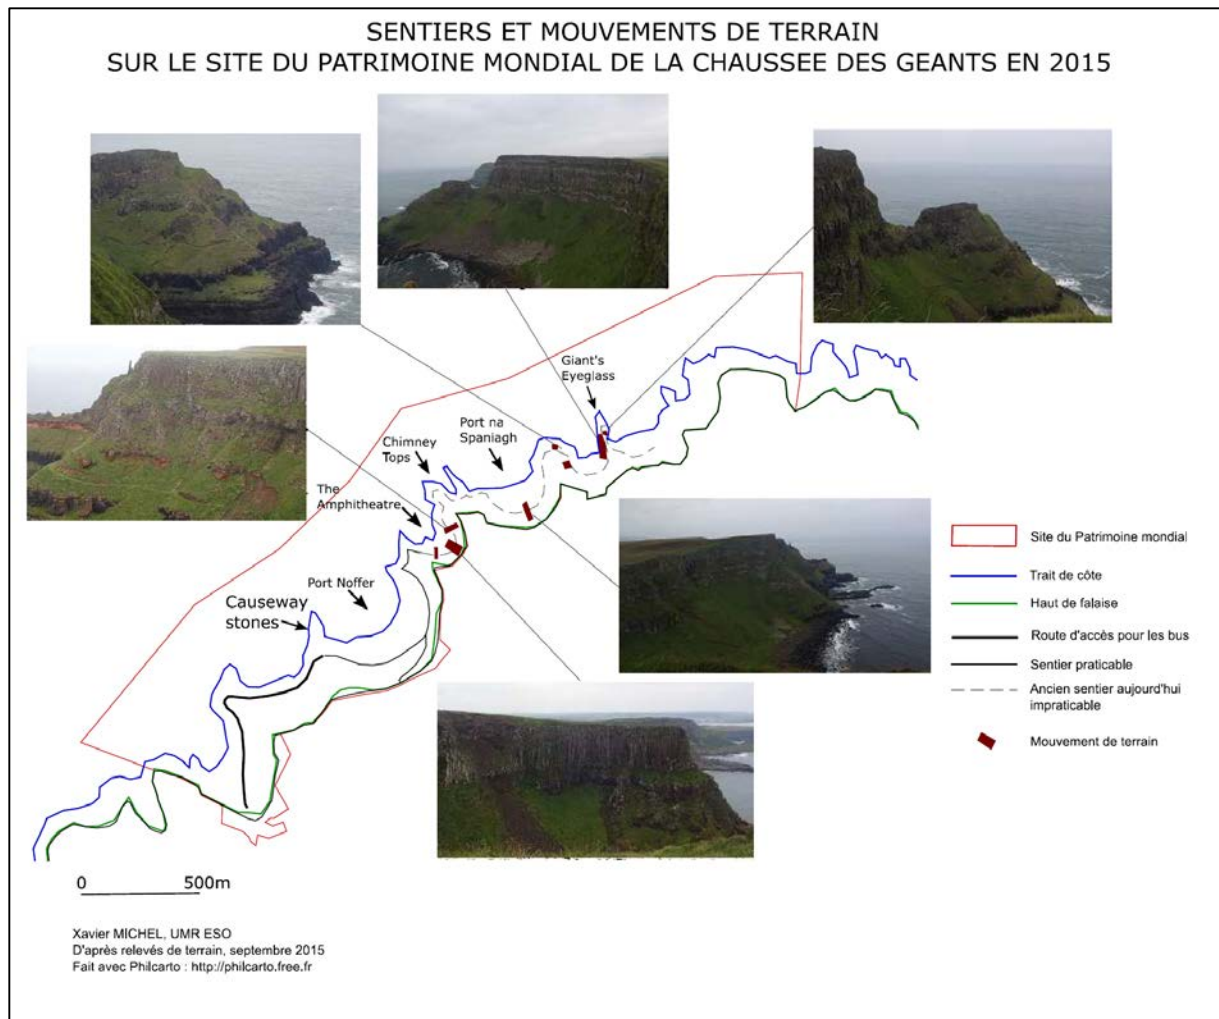 SENTIERS ET MOUVEMENTS DE TERRAIN
SUR LE SITE DU PATRIMOINE MONDIAL DE LA CHAUSSEE DES GEANTS EN 2015
Giant's
Eyeglass
Port na
Spaniagh
Chimney
Tops
The
Amphitheatre
Port Noffer
Causeway
stones
Site du Patrimoine mondial
Trait de côte
Haut de falaise
Route d'accès pour les bus
Sentier praticable
Ancien sentier aujourd'hui
impraticable
Mouvement de terrain
0 500m
Xavier MICHEL, UMR ESO
D'après relevés de terrain, septembre 2015
Fait avec Philcarto : http://philcarto.free.fr